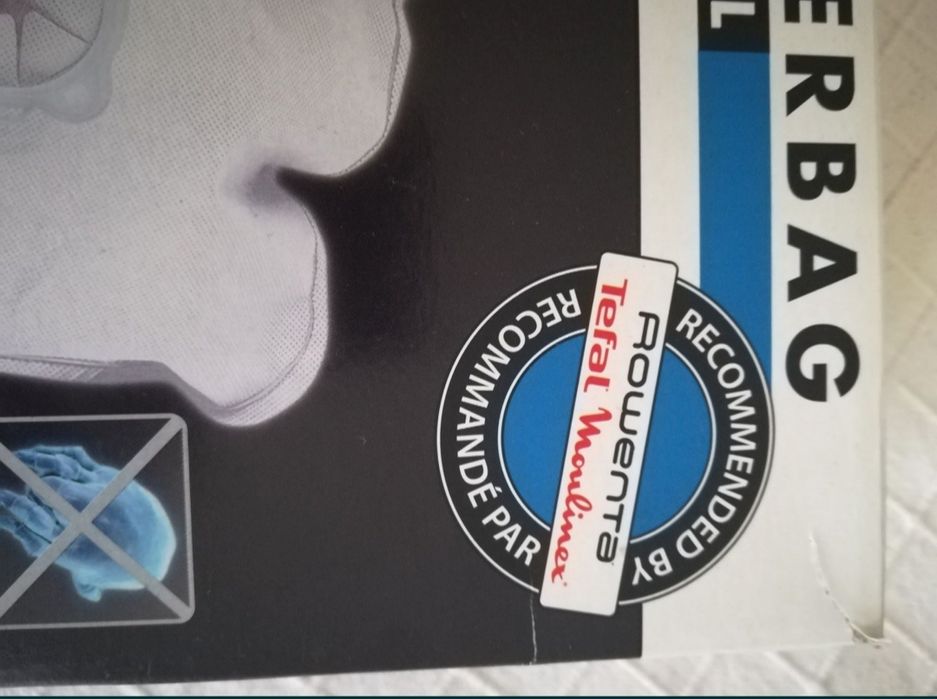 ERBAG
L
RECOMMENDED BY
Rowenta
Tefal Moulinex
RECOMMANDÉ PAR